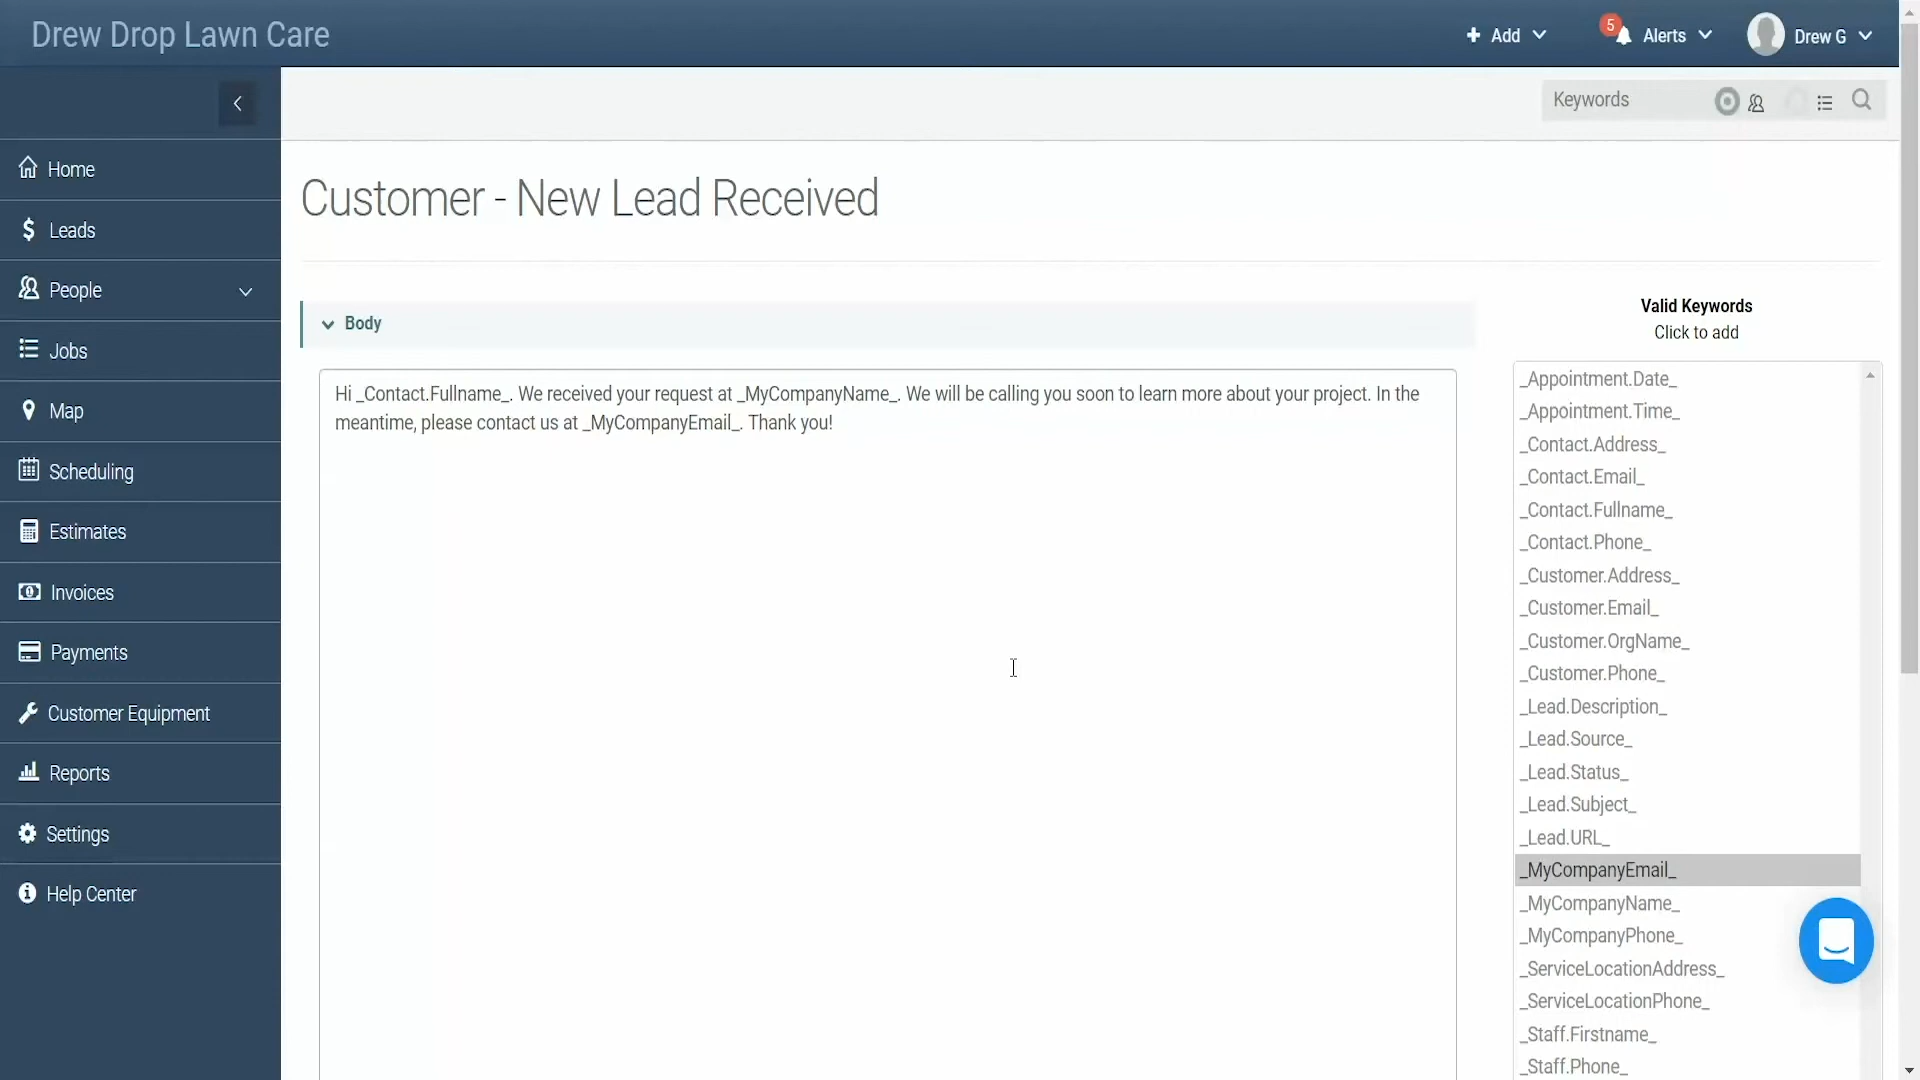 Drew Drop Lawn Care
Add
5
Alerts
Drew G
Keywords
Home
Leads
People
Jobs
Map
Scheduling
Estimates
Invoices
Payments
Customer Equipment
Reports
Settings
Help Center
Customer - New Lead Received
Body
Hi _Contact.Fullname_. We received your request at _MyCompanyName_. We will be calling you soon to learn more about your project. In the
meantime, please contact us at _MyCompanyEmail_. Thank you!
Valid Keywords
Click to add
_Appointment.Date_
_Appointment.Time_
_Contact.Address_
_Contact.Email_
_Contact.Fullname_
_Contact.Phone_
_Customer.Address_
_Customer.Email_
_Customer.OrgName_
_Customer.Phone_
_Lead.Description_
_Lead.Source_
_Lead.Status_
_Lead.Subject_
_Lead.URL_
_MyCompanyEmail_
_MyCompanyName_
_MyCompanyPhone_
_ServiceLocationAddress_
_ServiceLocationPhone_
_Staff.Firstname_
_Staff.Phone_